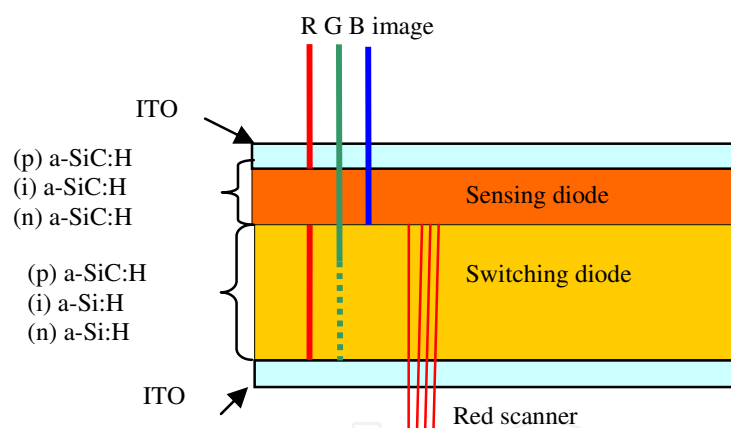 R G B image
ITO
(p) a-SiC:H
(i) a-SiC:H
(n) a-SiC:H
Sensing diode
(p) a-SiC:H
(i) a-Si:H
(n) a-Si:H
Switching diode
ITO
Red scanner